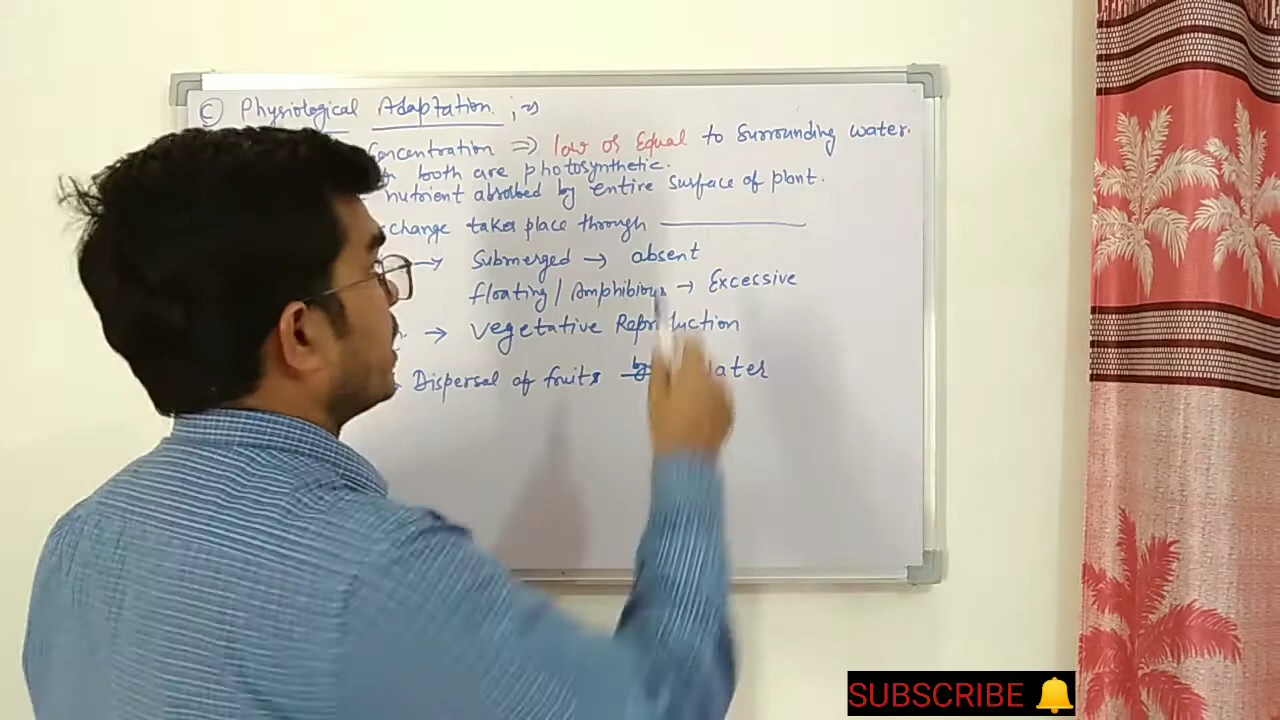 C Physiological Adaptation ;→
Concentration ⇒ low or Equal to Surrounding water.
both are photosynthetic.
nutrient absorbed by entire surface of plant.
change takes place through ————
→ Submerged → absent
floating / Amphibious → Excessive
→ Vegetative Reproduction
Dispersal of fruits → by
SUBSCRIBE 🔔